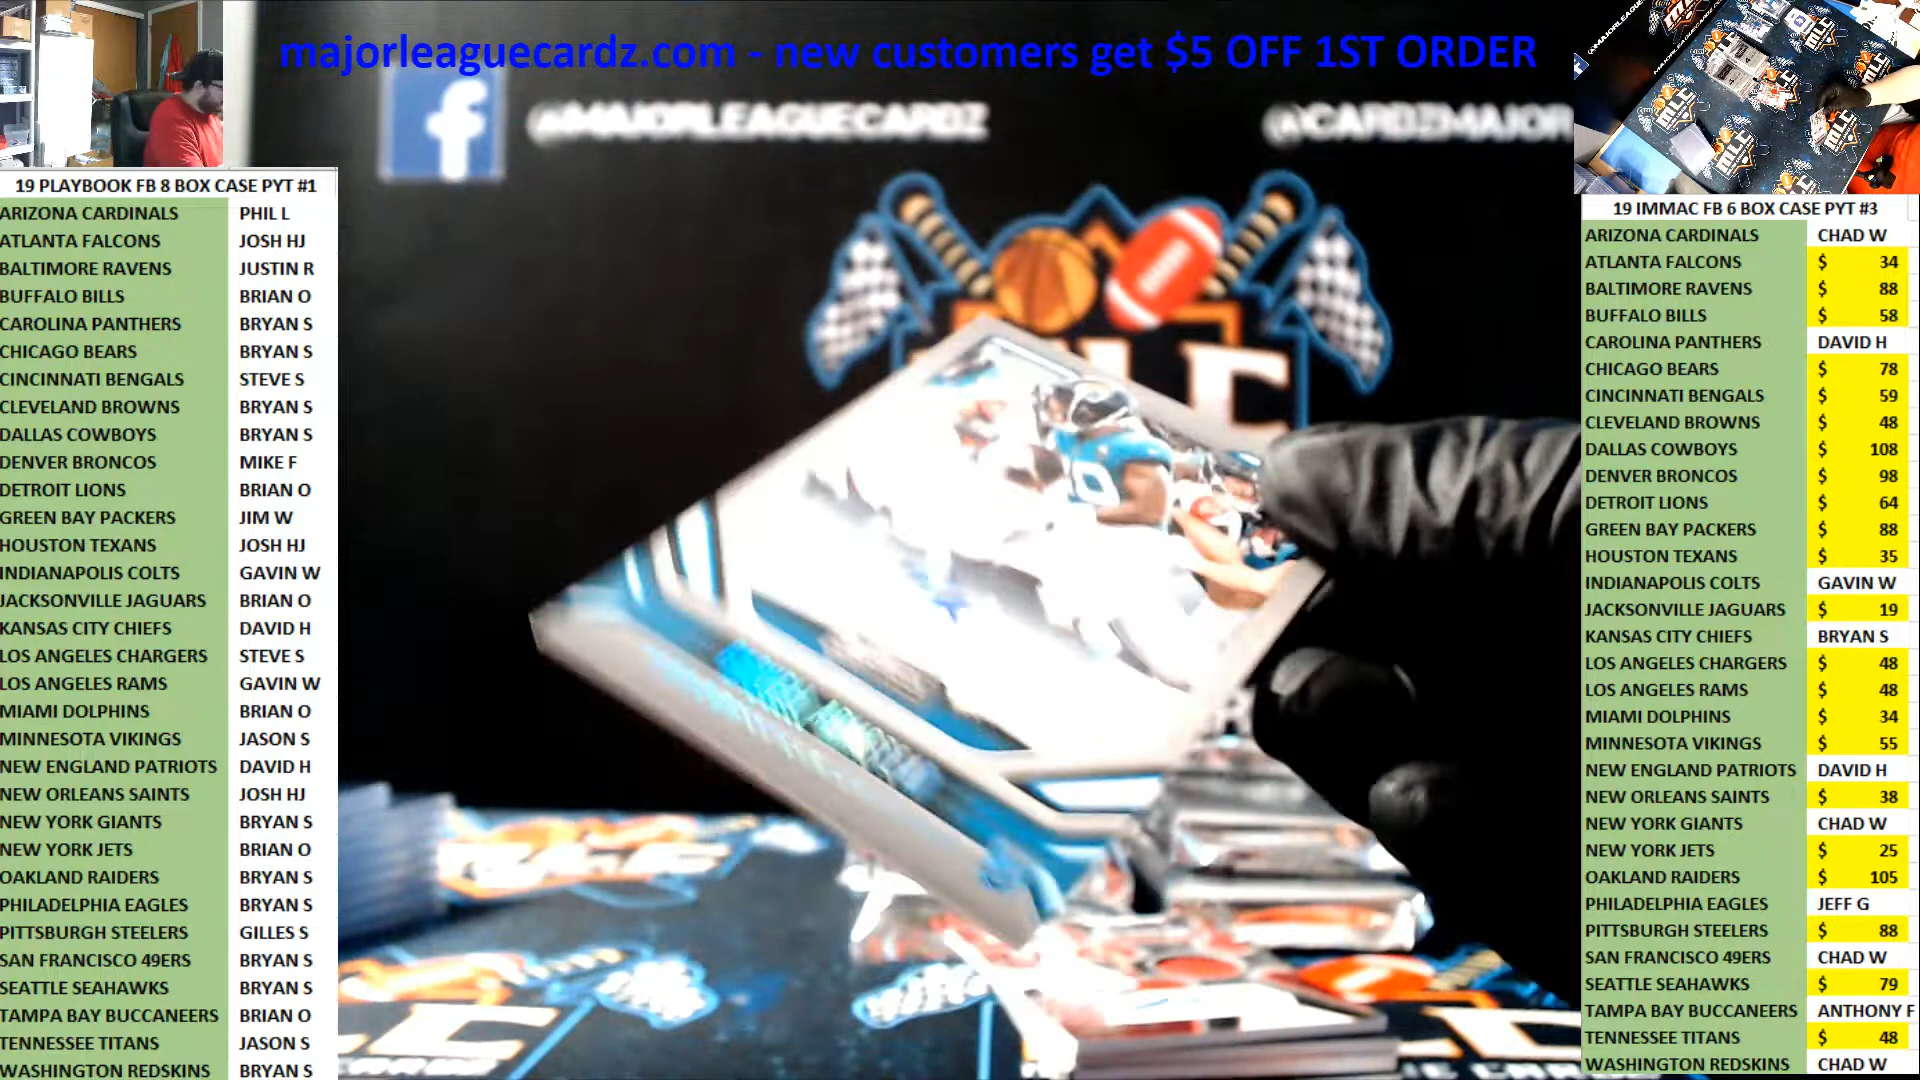 majorleaguecardz.com - new customers get $5 OFF 1ST ORDER
@MAJORLEAGUECARDZ
@CARDZMAJOR
19 PLAYBOOK FB 8 BOX CASE PYT #1
ARIZONA CARDINALS PHIL L
ATLANTA FALCONS JOSH HJ
BALTIMORE RAVENS JUSTIN R
BUFFALO BILLS BRIAN O
CAROLINA PANTHERS BRYAN S
CHICAGO BEARS BRYAN S
CINCINNATI BENGALS STEVE S
CLEVELAND BROWNS BRYAN S
DALLAS COWBOYS BRYAN S
DENVER BRONCOS MIKE F
DETROIT LIONS BRIAN O
GREEN BAY PACKERS JIM W
HOUSTON TEXANS JOSH HJ
INDIANAPOLIS COLTS GAVIN W
JACKSONVILLE JAGUARS BRIAN O
KANSAS CITY CHIEFS DAVID H
LOS ANGELES CHARGERS STEVE S
LOS ANGELES RAMS GAVIN W
MIAMI DOLPHINS BRIAN O
MINNESOTA VIKINGS JASON S
NEW ENGLAND PATRIOTS DAVID H
NEW ORLEANS SAINTS JOSH HJ
NEW YORK GIANTS BRYAN S
NEW YORK JETS BRIAN O
OAKLAND RAIDERS BRYAN S
PHILADELPHIA EAGLES BRYAN S
PITTSBURGH STEELERS GILLES S
SAN FRANCISCO 49ERS BRYAN S
SEATTLE SEAHAWKS BRYAN S
TAMPA BAY BUCCANEERS BRIAN O
TENNESSEE TITANS JASON S
WASHINGTON REDSKINS BRYAN S
19 IMMAC FB 6 BOX CASE PYT #3
ARIZONA CARDINALS CHAD W
ATLANTA FALCONS $ 34
BALTIMORE RAVENS $ 88
BUFFALO BILLS $ 58
CAROLINA PANTHERS DAVID H
CHICAGO BEARS $ 78
CINCINNATI BENGALS $ 59
CLEVELAND BROWNS $ 48
DALLAS COWBOYS $ 108
DENVER BRONCOS $ 98
DETROIT LIONS $ 64
GREEN BAY PACKERS $ 88
HOUSTON TEXANS $ 35
INDIANAPOLIS COLTS GAVIN W
JACKSONVILLE JAGUARS $ 19
KANSAS CITY CHIEFS BRYAN S
LOS ANGELES CHARGERS $ 48
LOS ANGELES RAMS $ 48
MIAMI DOLPHINS $ 34
MINNESOTA VIKINGS $ 55
NEW ENGLAND PATRIOTS DAVID H
NEW ORLEANS SAINTS $ 38
NEW YORK GIANTS CHAD W
NEW YORK JETS $ 25
OAKLAND RAIDERS $ 105
PHILADELPHIA EAGLES JEFF G
PITTSBURGH STEELERS $ 88
SAN FRANCISCO 49ERS CHAD W
SEATTLE SEAHAWKS $ 79
TAMPA BAY BUCCANEERS ANTHONY F
TENNESSEE TITANS $ 48
WASHINGTON REDSKINS CHAD W
MLC